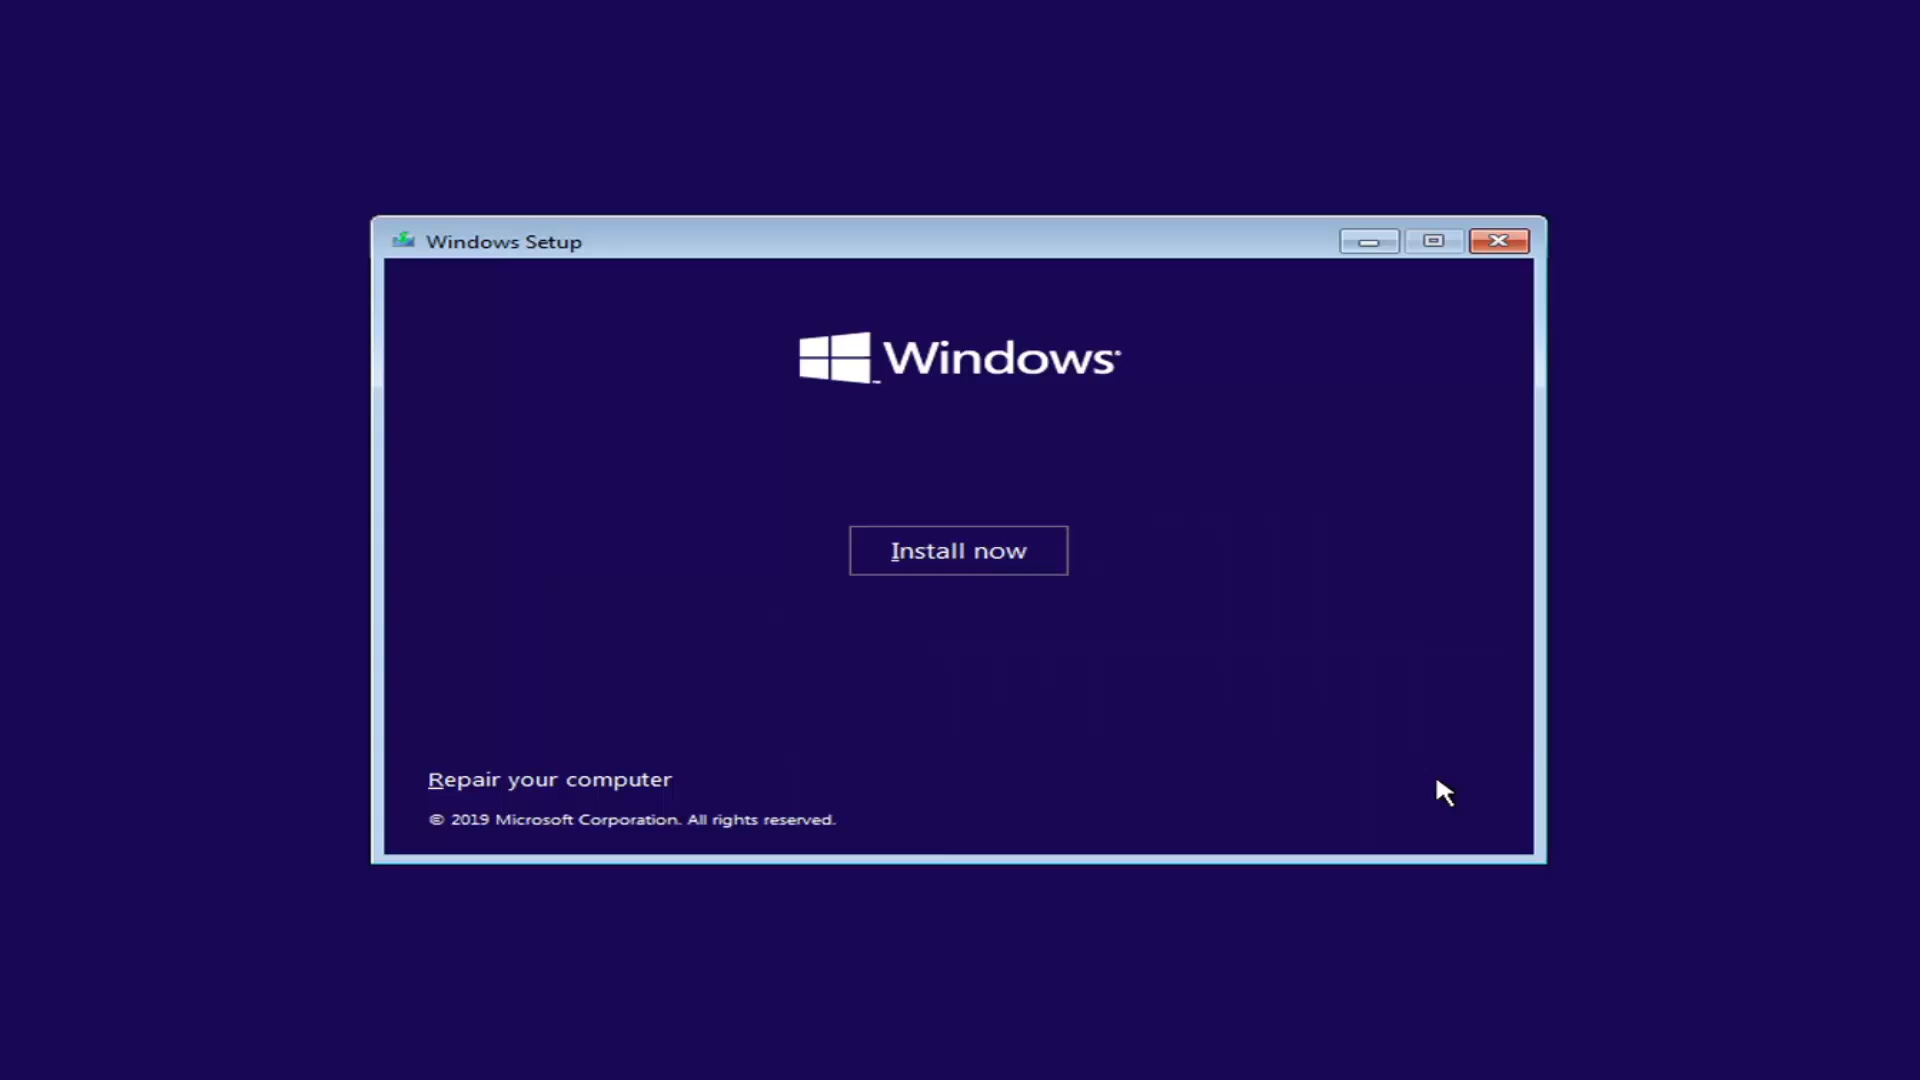 Windows Setup
Windows
Install now
Repair your computer
© 2019 Microsoft Corporation. All rights reserved.